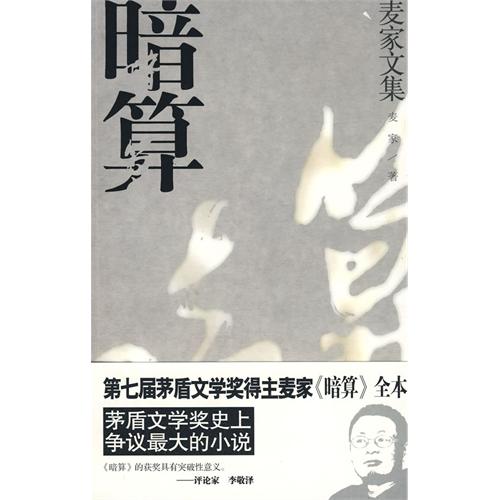 暗算
麦家文集
麦家/著
第七届茅盾文学奖得主麦家《暗算》全本
茅盾文学奖史上
争议最大的小说
《暗算》的获奖具有突破性意义。
——评论家 李敬泽